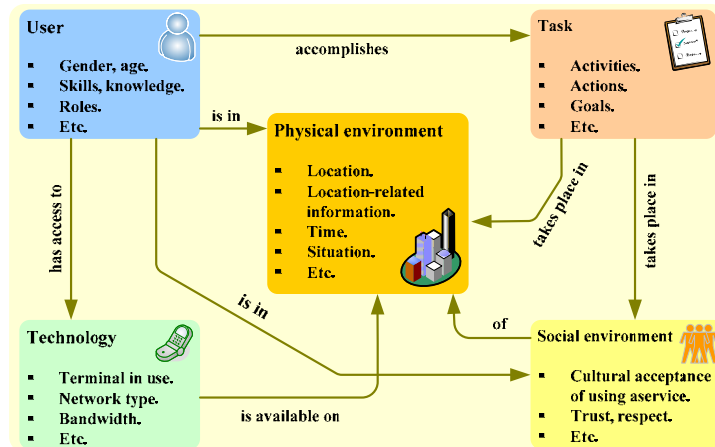 User
▪ Gender, age.
▪ Skills, knowledge.
▪ Roles.
▪ Etc.
accomplishes
Task
▪ Activities.
▪ Actions.
▪ Goals.
▪ Etc.
is in
Physical environment
▪ Location.
▪ Location-related
information.
▪ Time.
▪ Situation.
▪ Etc.
has access to
is in
takes place in
takes place in
Technology
▪ Terminal in use.
▪ Network type.
▪ Bandwidth.
▪ Etc.
is available on
of
Social environment
▪ Cultural acceptance
of using aservice.
▪ Trust, respect.
▪ Etc.